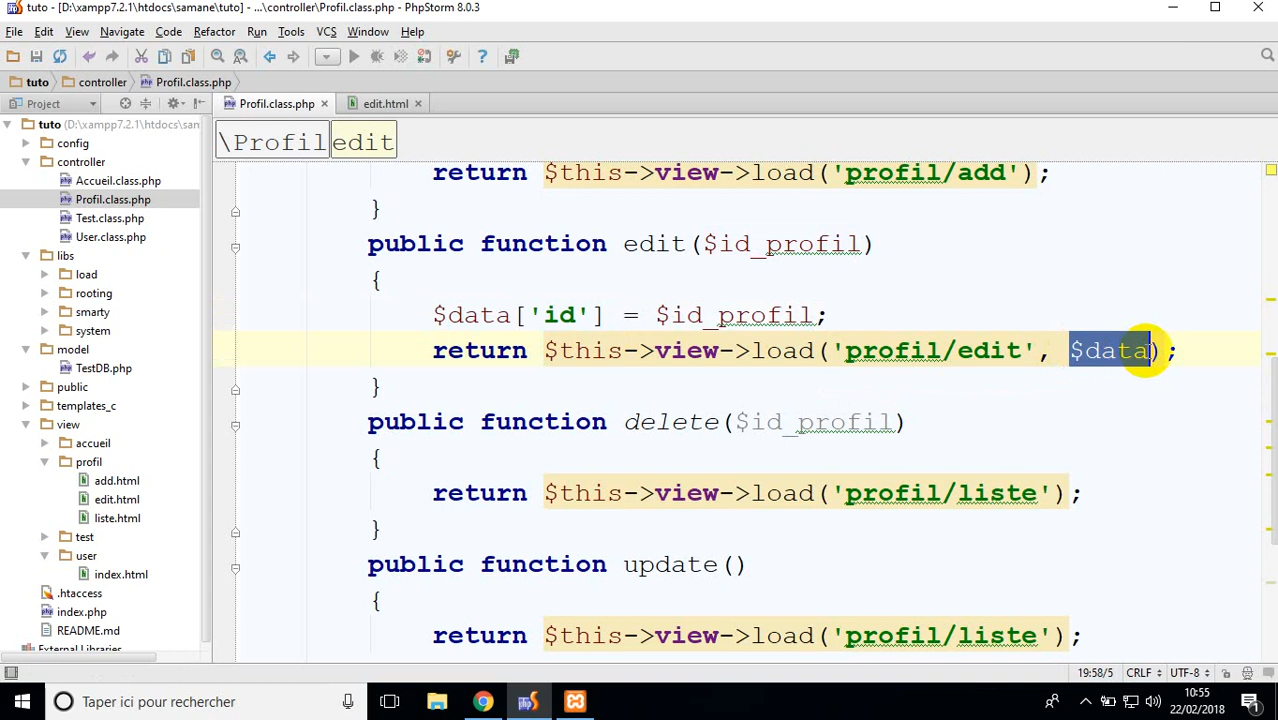 tuto - [D:\xampp7.2.1\htdocs\samane\tuto] - ...\controller\Profil.class.php - PhpStorm 8.0.3
File Edit View Navigate Code Refactor Run Tools VCS Window Help
tuto controller Profil.class.php
Project
Profil.class.php edit.html
tuto (D:\xampp7.2.1\htdocs\sam
\Profil edit
config
controller
Accueil.class.php
Profil.class.php
Test.class.php
User.class.php
libs
load
rooting
smarty
system
model
TestDB.php
public
templates_c
view
accueil
profil
add.html
edit.html
liste.html
test
user
index.html
.htaccess
index.php
README.md
External Libraries
return $this->view->load('profil/add');
}
public function edit($id_profil)
{
$data['id'] = $id_profil;
return $this->view->load('profil/edit', $data);
}
public function delete($id_profil)
{
return $this->view->load('profil/liste');
}
public function update()
{
return $this->view->load('profil/liste');
19:58/5 CRLF UTF-8
Taper ici pour rechercher
10:55
22/02/2018
1